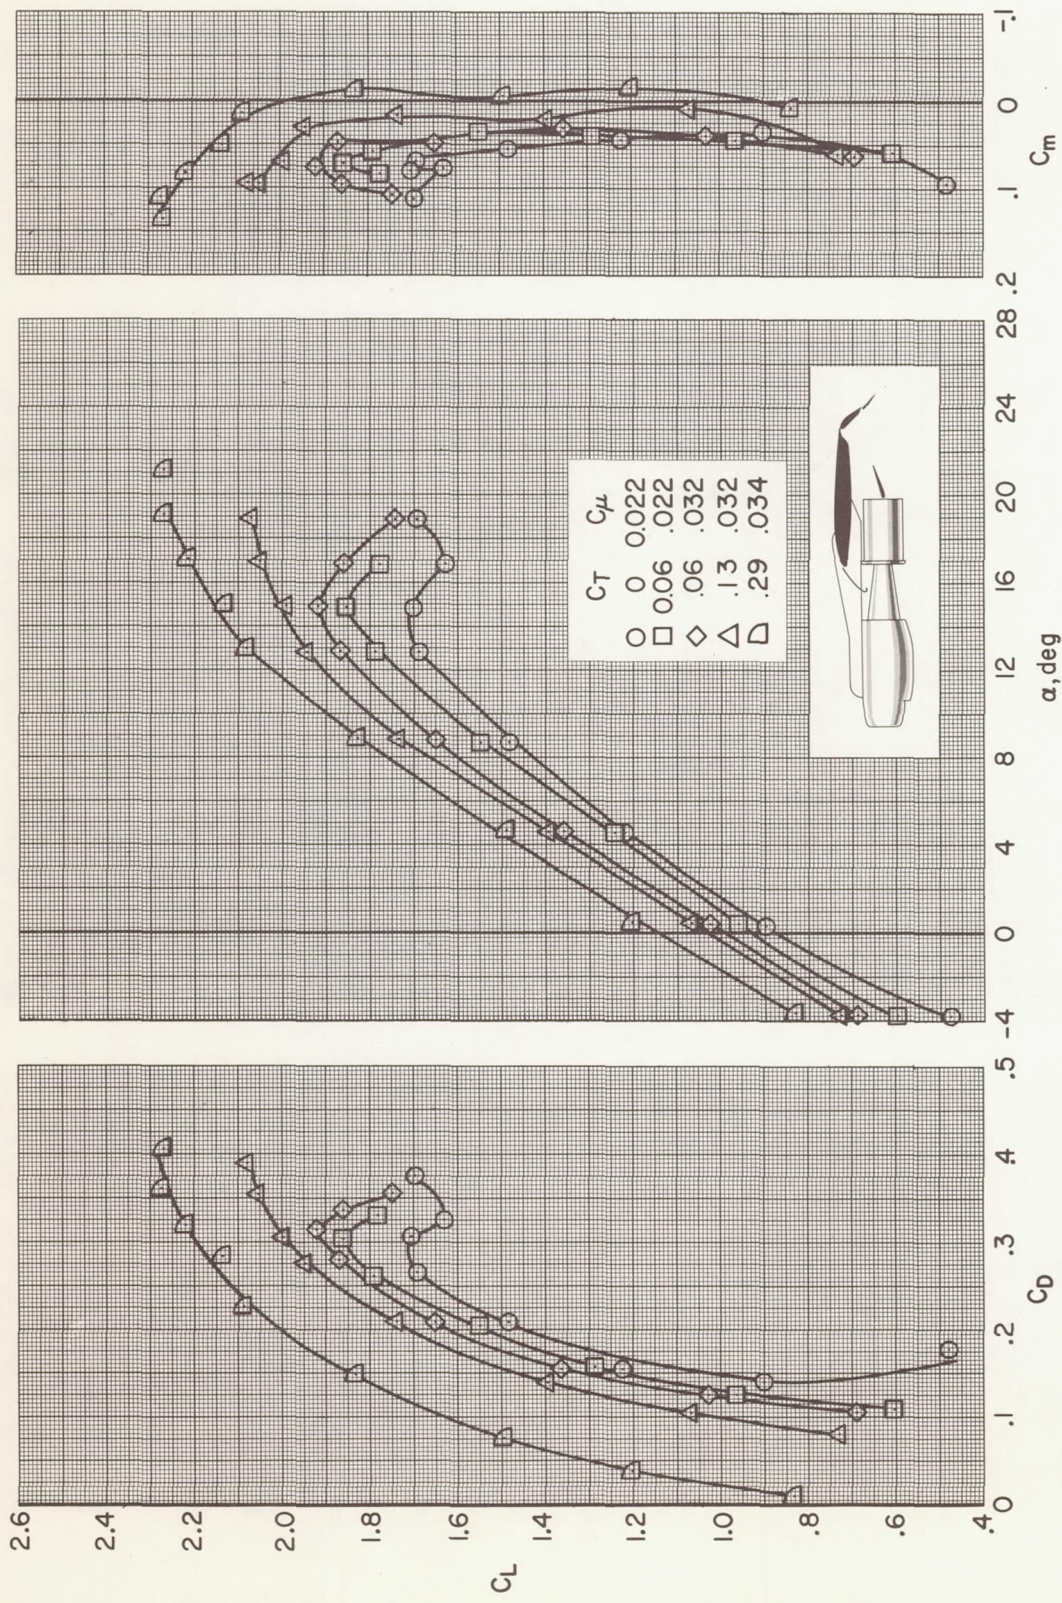 2.6
2.4
2.2
2.0
1.8
1.6
1.4
1.2
1.0
.8
.6
.4
C_L
0 .1 .2 .3 .4 .5
C_D
-4 0 4 8 12 16 20 24 28
α, deg
.2 .1 0 -.1
C_m
C_T C_μ
0 0.022
0.06 .022
.06 .032
.13 .032
.29 .034